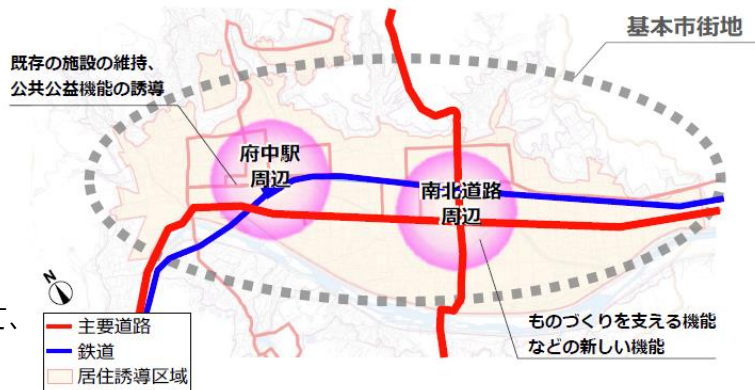 基本市街地
既存の施設の維持、
公共公益機能の誘導
府中駅
周辺
南北道路
周辺
N
ものづくりを支える機能
などの新しい機能
主要道路
鉄道
居住誘導区域